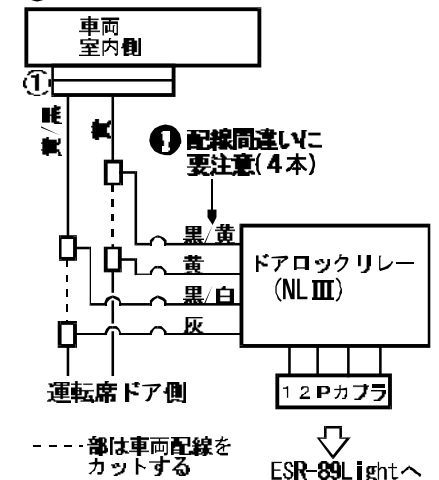 車両
室内側
①
配線間違いに
要注意(4本)
黒/黄
黄
黒/白
灰
ドアロックリレー
(NLⅢ)
運転席ドア側
12Pカプラ
----部は車両配線を
カットする
ESR-89Lightへ